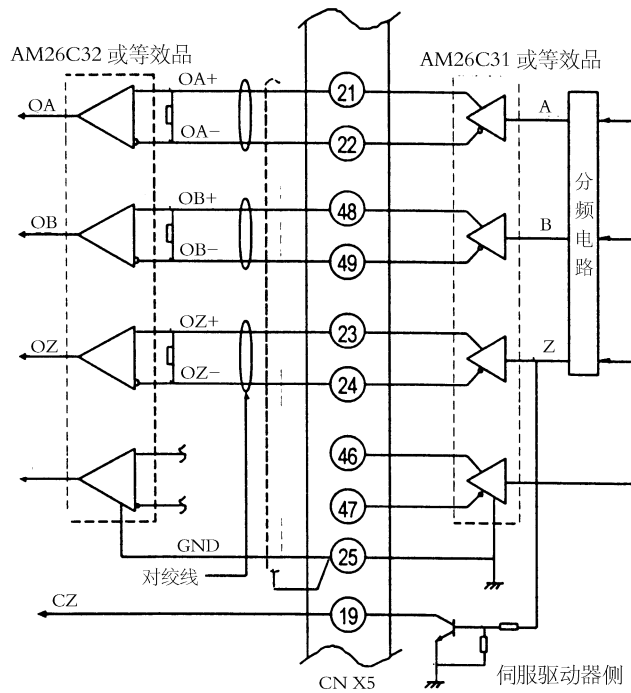 AM26C32 或等效品
AM26C31 或等效品
OA
OA+
OA−
21
22
A
OB
OB+
OB−
48
49
B
分频电路
OZ
OZ+
OZ−
23
24
Z
46
47
GND
25
对绞线
CZ
19
CN X5
伺服驱动器侧